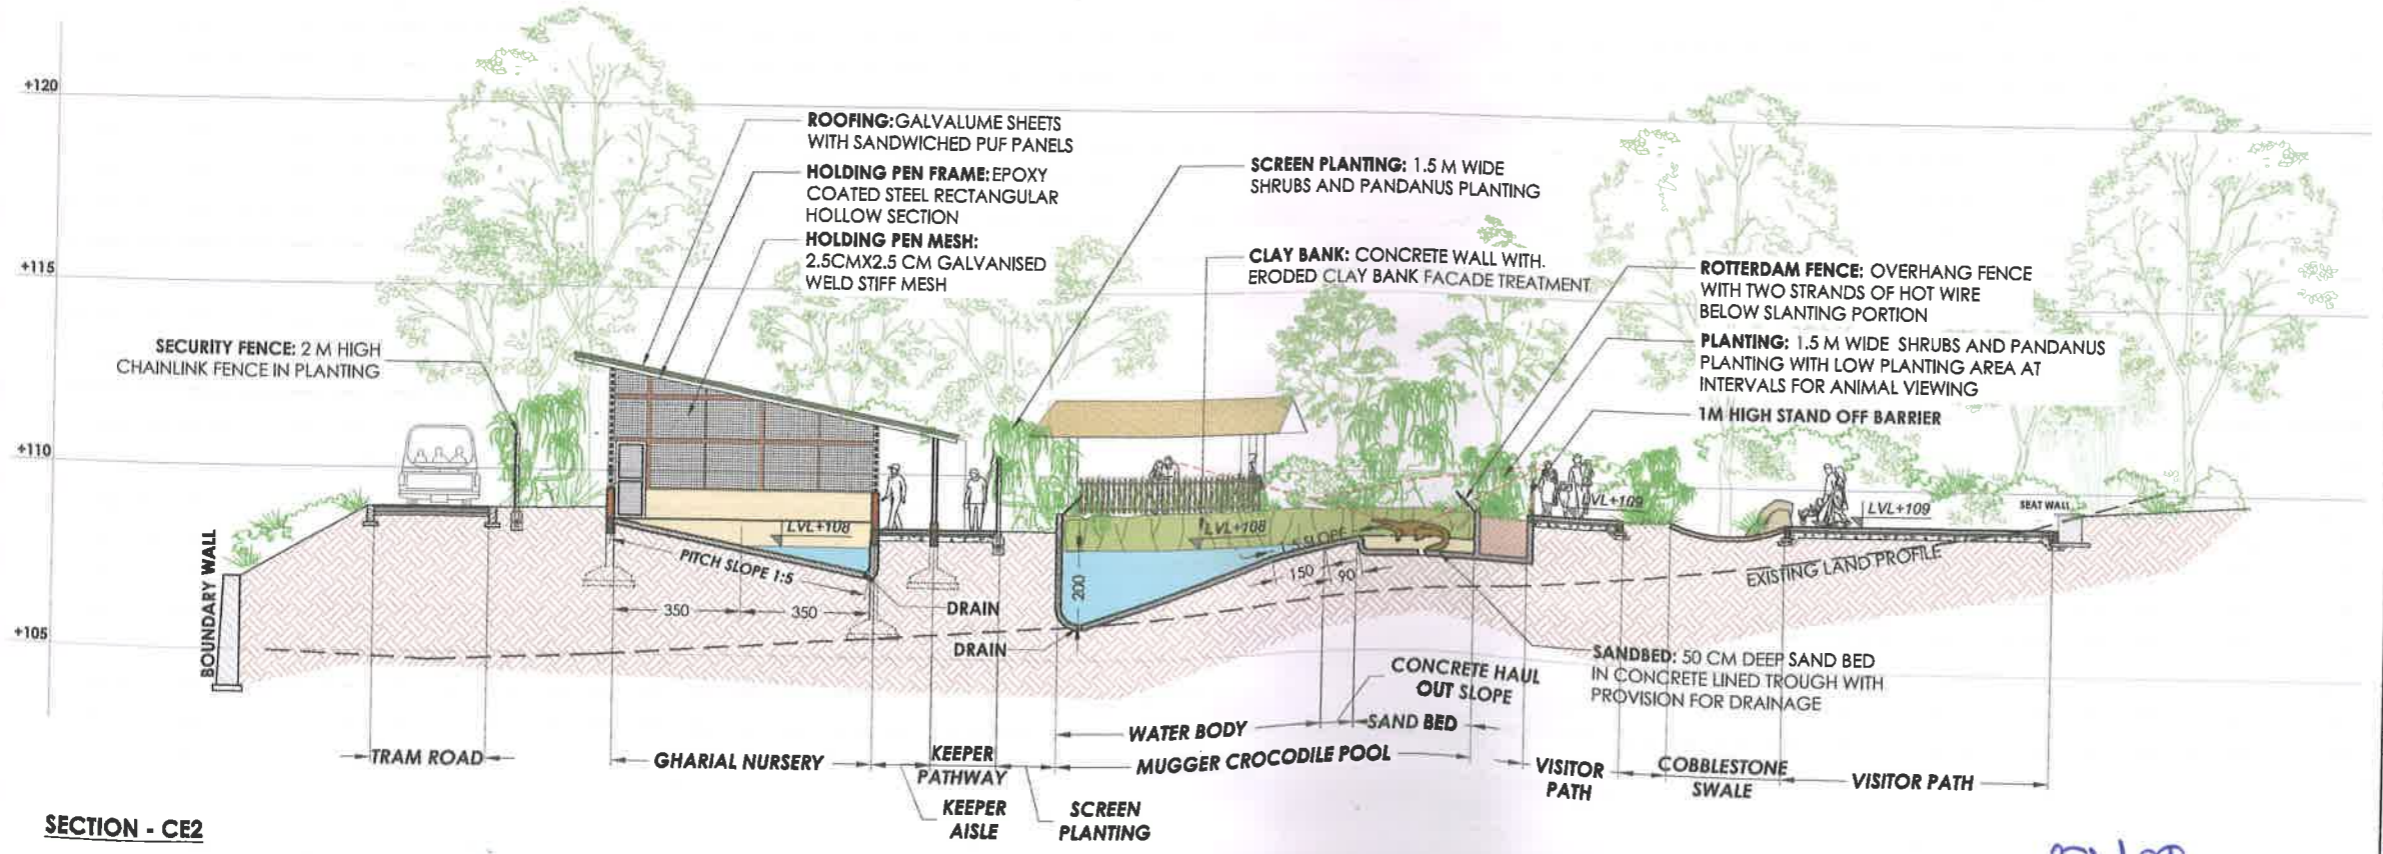 +120
+115
+110
+105
ROOFING: GALVALUME SHEETS
WITH SANDWICHED PUF PANELS
HOLDING PEN FRAME: EPOXY
COATED STEEL RECTANGULAR
HOLLOW SECTION
HOLDING PEN MESH:
2.5CMX2.5 CM GALVANISED
WELD STIFF MESH
SCREEN PLANTING: 1.5 M WIDE
SHRUBS AND PANDANUS PLANTING
CLAY BANK: CONCRETE WALL WITH.
ERODED CLAY BANK FACADE TREATMENT
ROTTERDAM FENCE: OVERHANG FENCE
WITH TWO STRANDS OF HOT WIRE
BELOW SLANTING PORTION
PLANTING: 1.5 M WIDE SHRUBS AND PANDANUS
PLANTING WITH LOW PLANTING AREA AT
INTERVALS FOR ANIMAL VIEWING
1M HIGH STAND OFF BARRIER
SECURITY FENCE: 2 M HIGH
CHAINLINK FENCE IN PLANTING
BOUNDARY WALL
LVL+108
PITCH SLOPE 1:5
350
350
DRAIN
DRAIN
200
LVL+108
SLOPE
150
90
LVL+109
LVL+109
SEAT WALL
EXISTING LAND PROFILE
SANDBED: 50 CM DEEP SAND BED
IN CONCRETE LINED TROUGH WITH
PROVISION FOR DRAINAGE
CONCRETE HAUL
OUT SLOPE
WATER BODY
SAND BED
TRAM ROAD
GHARIAL NURSERY
KEEPER
PATHWAY
MUGGER CROCODILE POOL
VISITOR
PATH
COBBLESTONE
SWALE
VISITOR PATH
KEEPER
AISLE
SCREEN
PLANTING
SECTION - CE2